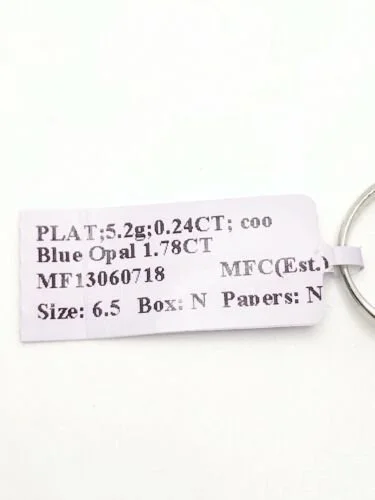 PLAT;5.2g;0.24CT; coo
Blue Opal 1.78CT
MF13060718 MFC(Est.)
Size: 6.5 Box: N Papers: N